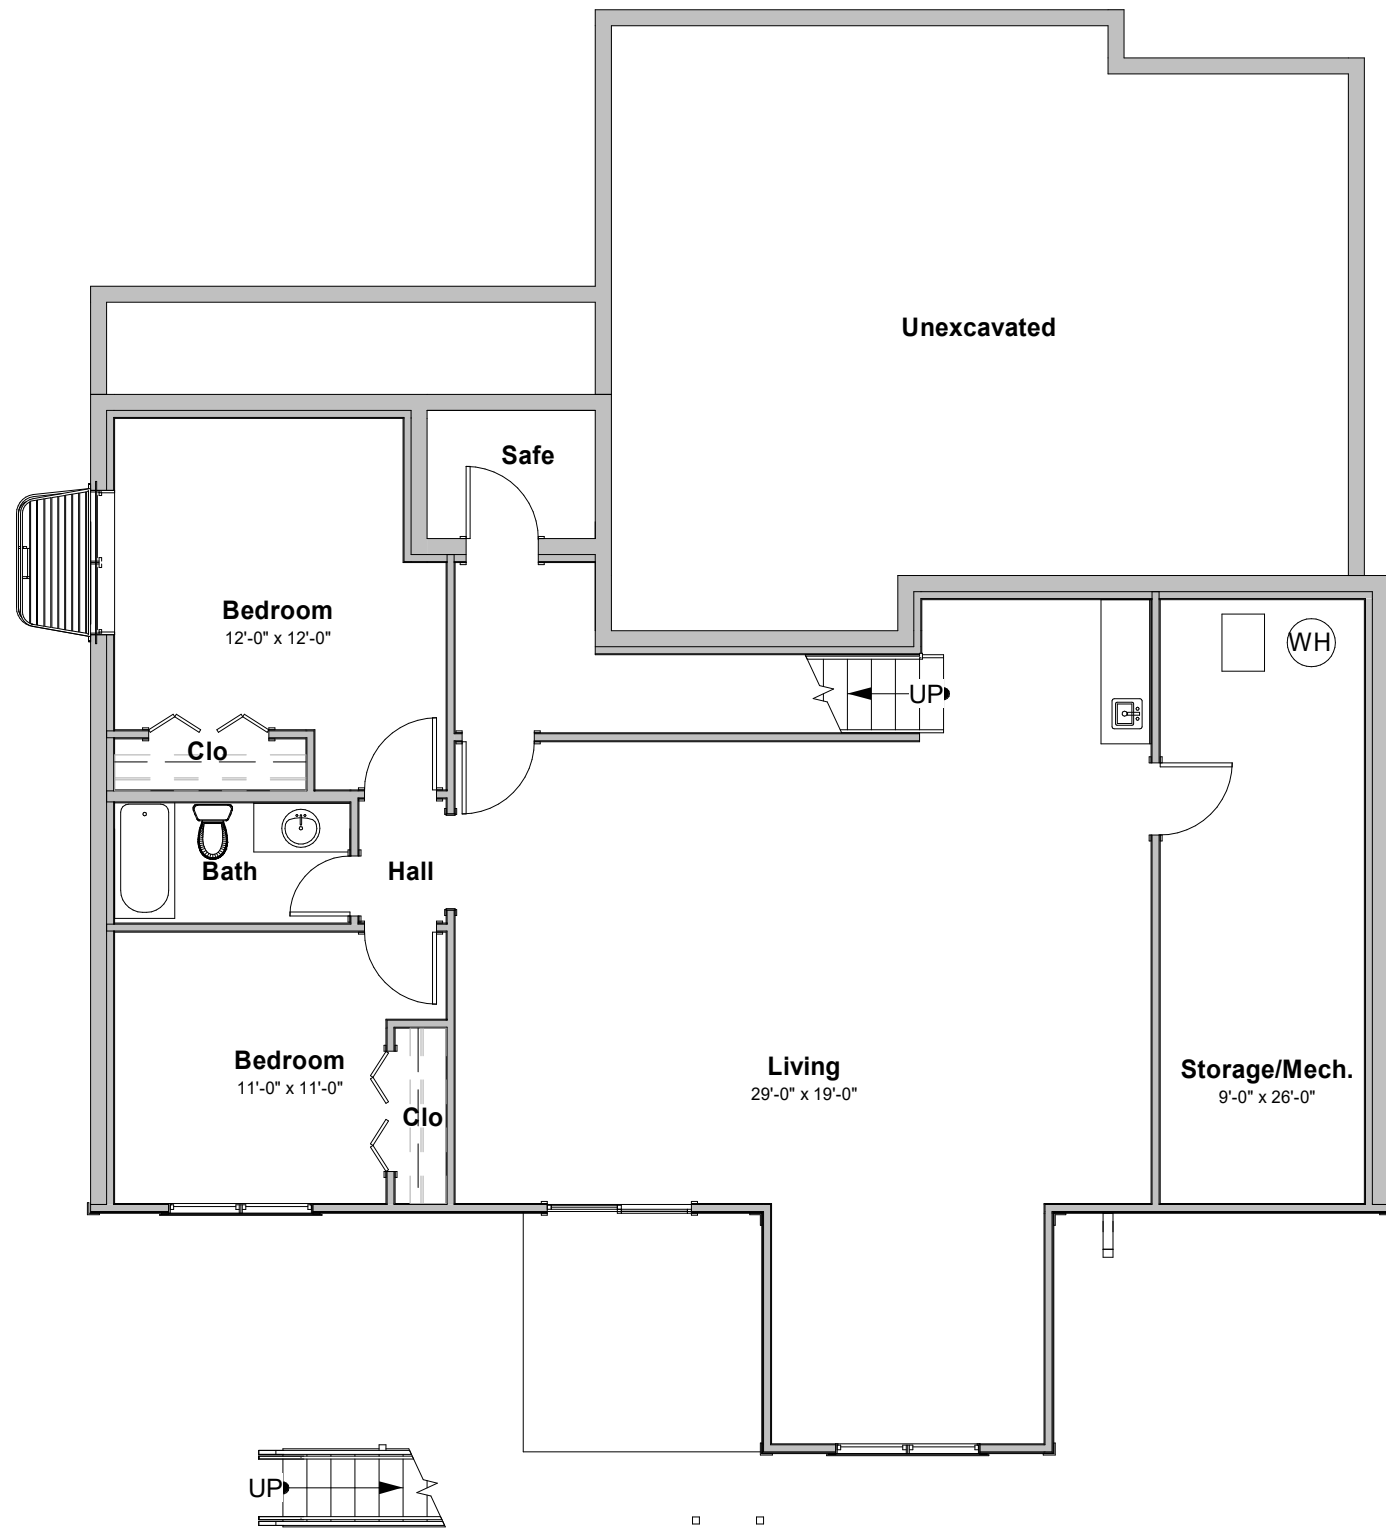 Unexcavated
Safe
Bedroom
12'-0" x 12'-0"
WH
UP
Clo
Bath
Hall
Bedroom
11'-0" x 11'-0"
Clo
Living
29'-0" x 19'-0"
Storage/Mech.
9'-0" x 26'-0"
UP